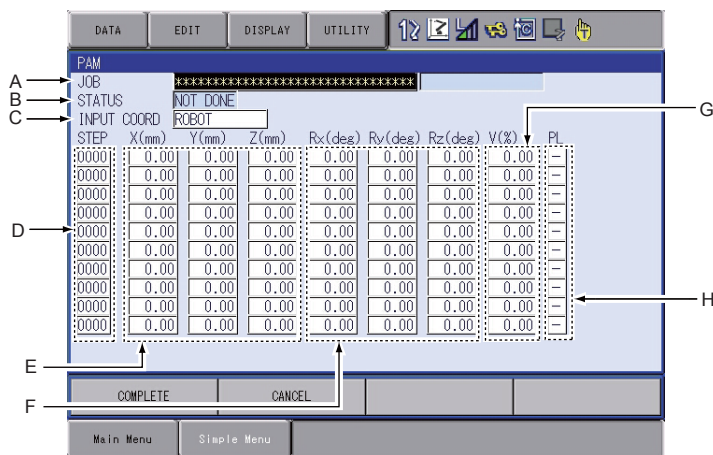 DATA EDIT DISPLAY UTILITY
PAM
A JOB ********************************
B STATUS NOT DONE
C INPUT COORD ROBOT
G
STEP X(mm) Y(mm) Z(mm) Rx(deg) Ry(deg) Rz(deg) V(%) PL
0000 0.00 0.00 0.00 0.00 0.00 0.00 0.00 —
0000 0.00 0.00 0.00 0.00 0.00 0.00 0.00 —
0000 0.00 0.00 0.00 0.00 0.00 0.00 0.00 —
0000 0.00 0.00 0.00 0.00 0.00 0.00 0.00 —
D 0000 0.00 0.00 0.00 0.00 0.00 0.00 0.00 —
0000 0.00 0.00 0.00 0.00 0.00 0.00 0.00 —
0000 0.00 0.00 0.00 0.00 0.00 0.00 0.00 —
0000 0.00 0.00 0.00 0.00 0.00 0.00 0.00 —
H
0000 0.00 0.00 0.00 0.00 0.00 0.00 0.00 —
0000 0.00 0.00 0.00 0.00 0.00 0.00 0.00 —
E
F
COMPLETE CANCEL
Main Menu Simple Menu